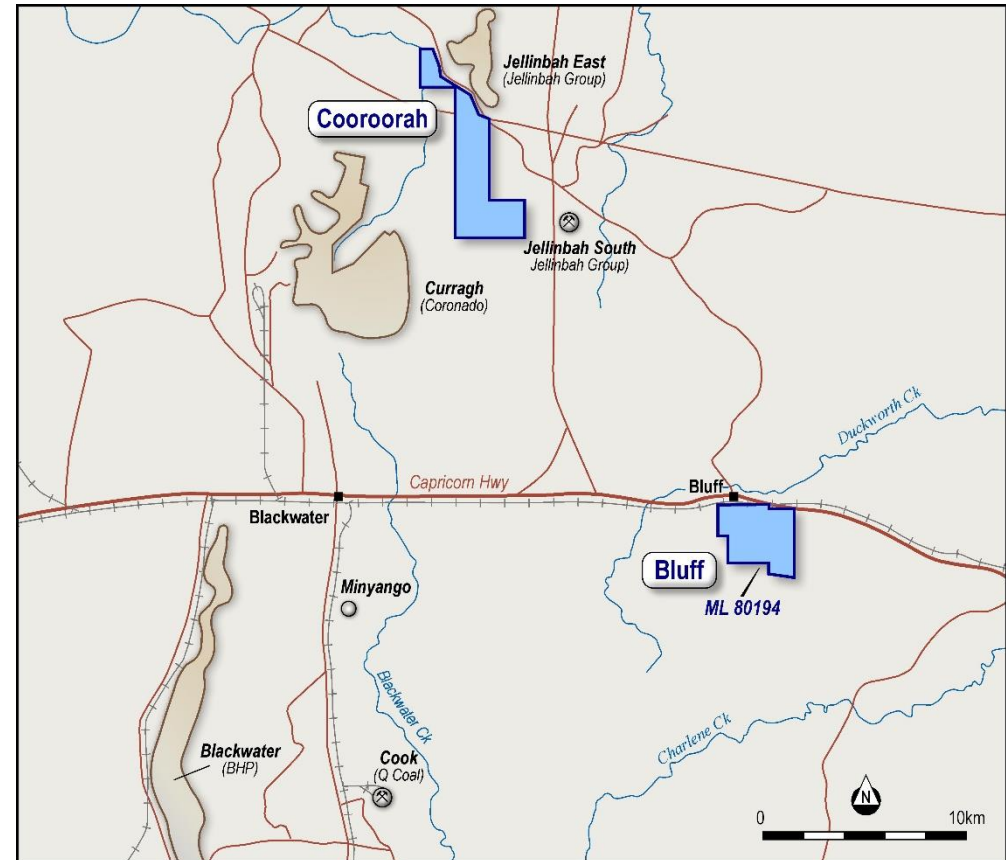 Jellinbah East
(Jellinbah Group)
Cooroorah
Jellinbah South
Jellinbah Group)
Curragh
(Coronado)
Duckworth Ck
Capricorn Hwy
Bluff
Blackwater
Bluff
ML 80194
Minyango
Blackwater Ck
Charlene Ck
Blackwater
(BHP)
Cook
(Q Coal)
N
0 10km